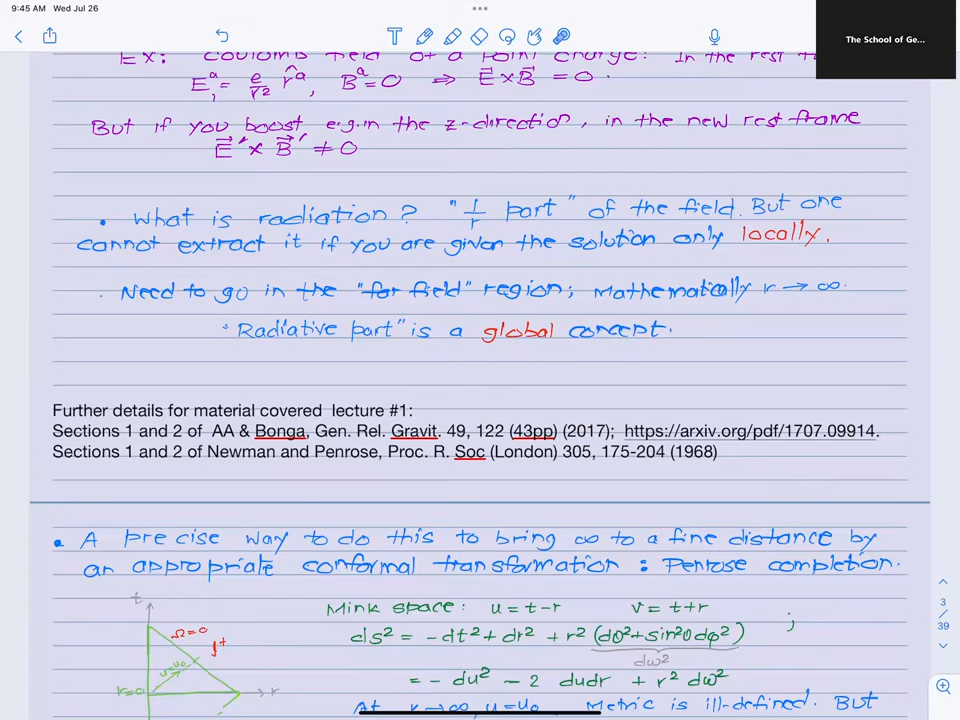 9:45 AM Wed Jul 26
The School of Ge...
Ex: Coulomb field of a point charge: In the rest
E₁ᵃ = e/r² r̂ᵃ, Bᵃ = 0 ⇒ E⃗ × B⃗ = 0.
But if you boost e.g. in the z-direction, in the new rest frame
E⃗' × B⃗' ≠ 0
• What is radiation? "1/r part" of the field. But one
cannot extract it if you are given the solution only locally.
. Need to go in the "far field" region; Mathematically r → ∞.
"Radiative part" is a global concept.
Further details for material covered lecture #1:
Sections 1 and 2 of AA & Bonga, Gen. Rel. Gravit. 49, 122 (43pp) (2017); https://arxiv.org/pdf/1707.09914.
Sections 1 and 2 of Newman and Penrose, Proc. R. Soc (London) 305, 175-204 (1968)
• A precise way to do this to bring ∞ to a fine distance by
an appropriate conformal transformation : Penrose completion.
t
Ω=0
𝓘⁺
u=u₀
r=0
r
Mink space: u = t-r v = t+r
ds² = -dt² + dr² + r² (dθ² + sin²θ dφ²) ;
dω²
= - du² - 2 dudr + r² dω²
At r→∞, u=u₀. Metric is ill-defined. But
3
39